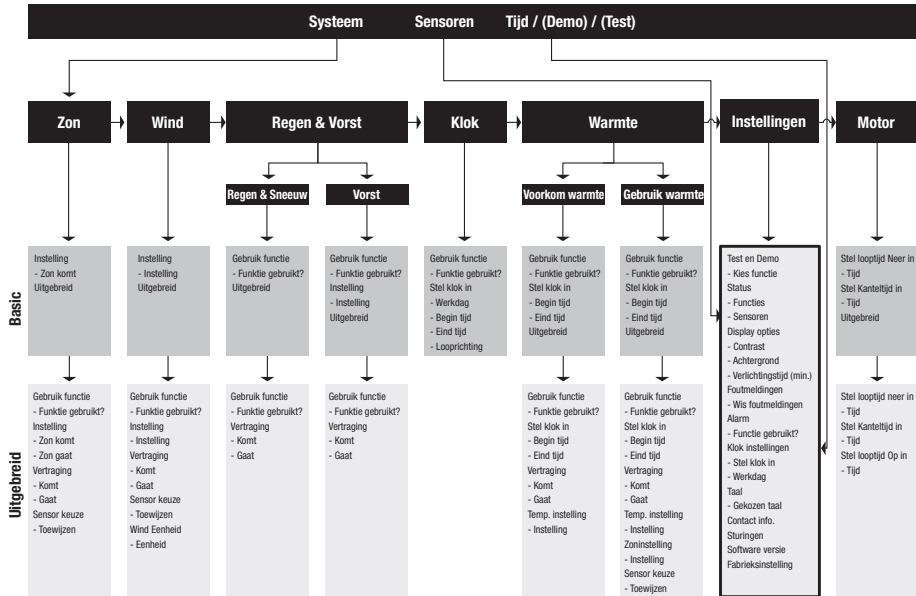 Systeem Sensoren Tijd / (Demo) / (Test)
Zon
Wind
Regen & Vorst
Klok
Warmte
Instellingen
Motor
Regen & Sneeuw
Vorst
Voorkom warmte
Gebruik warmte
Basic
Instelling
- Zon komt
Uitgebreid
Instelling
- Instelling
Uitgebreid
Gebruik functie
- Funktie gebruikt?
Uitgebreid
Gebruik functie
- Funktie gebruikt?
Instelling
- Instelling
Uitgebreid
Gebruik functie
- Funktie gebruikt?
Stel klok in
- Werkdag
- Begin tijd
- Eind tijd
- Looprichting
Gebruik functie
- Funktie gebruikt?
Stel klok in
- Begin tijd
- Eind tijd
Uitgebreid
Gebruik functie
- Funktie gebruikt?
Stel klok in
- Begin tijd
- Eind tijd
Uitgebreid
Test en Demo
- Kies functie
Status
- Functies
- Sensoren
Display opties
- Contrast
- Achtergrond
- Verlichtingstijd (min.)
Foutmeldingen
- Wis foutmeldingen
Alarm
- Functie gebruikt?
Klok instellingen
- Stel klok in
- Werkdag
Taal
- Gekozen taal
Contact info.
Sturingen
Software versie
Fabrieksinstelling
Stel looptijd Neer in
- Tijd
Stel Kanteltijd in
- Tijd
Uitgebreid
Uitgebreid
Gebruik functie
- Funktie gebruikt?
Instelling
- Zon komt
- Zon gaat
Vertraging
- Komt
- Gaat
Sensor keuze
- Toewijzen
Gebruik functie
- Funktie gebruikt?
Instelling
- Instelling
Vertraging
- Komt
- Gaat
Sensor keuze
- Toewijzen
Wind Eenheid
- Eenheid
Gebruik functie
- Funktie gebruikt?
Vertraging
- Komt
- Gaat
Gebruik functie
- Funktie gebruikt?
Vertraging
- Komt
- Gaat
Gebruik functie
- Funktie gebruikt?
Stel klok in
- Begin tijd
- Eind tijd
Vertraging
- Komt
- Gaat
Temp. instelling
- Instelling
Gebruik functie
- Funktie gebruikt?
Stel klok in
- Begin tijd
- Eind tijd
Vertraging
- Komt
- Gaat
Temp. instelling
- Instelling
Zoninstelling
- Instelling
Sensor keuze
- Toewijzen
Stel looptijd neer in
- Tijd
Stel Kanteltijd in
- Tijd
Stel looptijd Op in
- Tijd